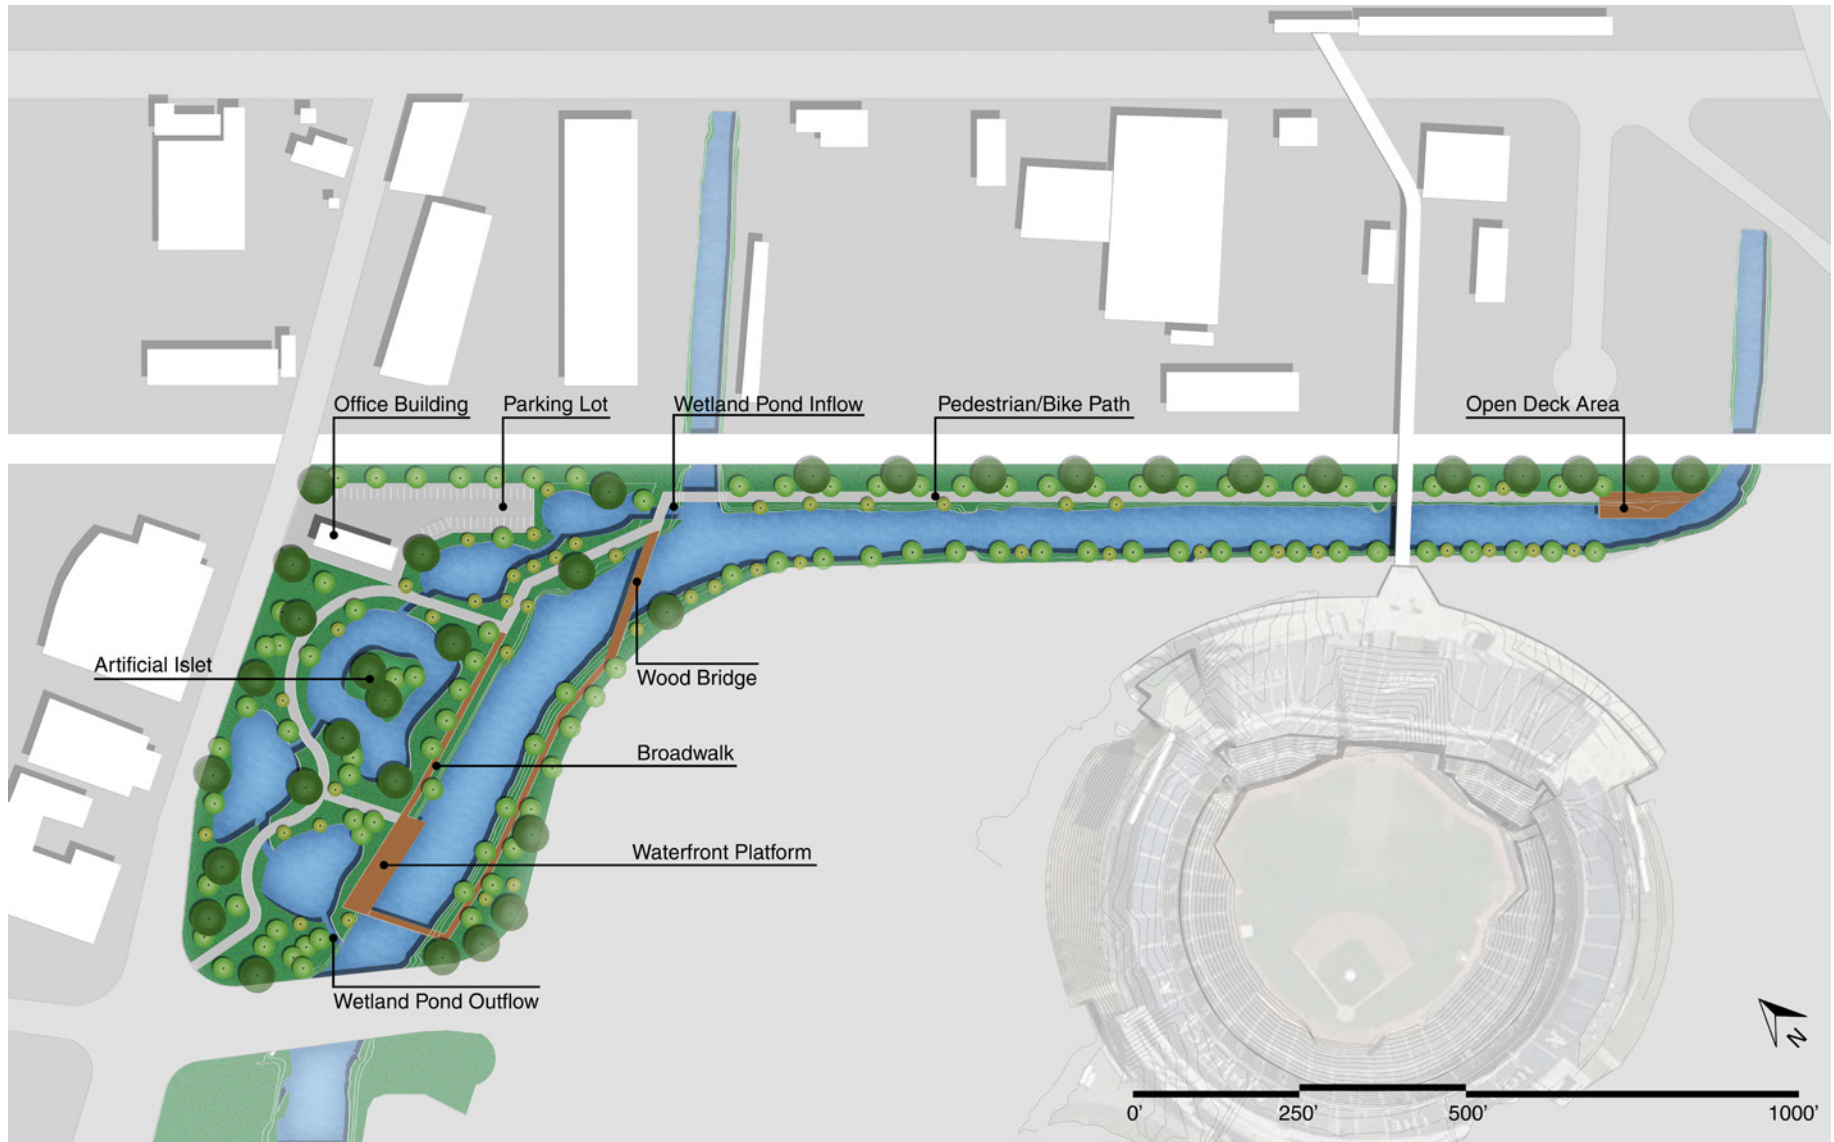 Office Building
Parking Lot
Wetland Pond Inflow
Pedestrian/Bike Path
Open Deck Area
Artificial Islet
Wood Bridge
Broadwalk
Waterfront Platform
Wetland Pond Outflow
N
0'
250'
500'
1000'